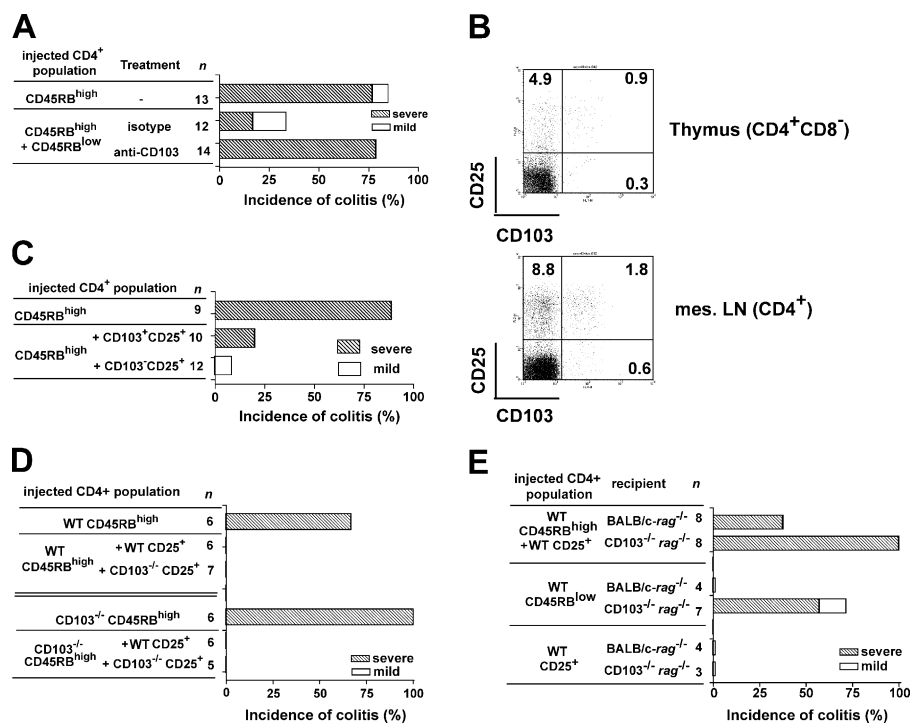 A
injected CD4+ population Treatment n
CD45RBhigh - 13
CD45RBhigh + CD45RBlow isotype 12
anti-CD103 14
severe
mild
0 25 50 75 100
Incidence of colitis (%)
B
4.9 0.9
0.3
CD25
CD103
Thymus (CD4+CD8-)
8.8 1.8
0.6
CD25
CD103
mes. LN (CD4+)
C
injected CD4+ population n
CD45RBhigh 9
CD45RBhigh + CD103+CD25+ 10
+ CD103-CD25+ 12
severe
mild
0 25 50 75 100
Incidence of colitis (%)
D
injected CD4+ population n
WT CD45RBhigh 6
WT CD45RBhigh +WT CD25+ 6
+ CD103-/- CD25+ 7
CD103-/- CD45RBhigh 6
CD103-/- CD45RBhigh +WT CD25+ 6
+ CD103-/- CD25+ 5
severe
mild
0 25 50 75 100
Incidence of colitis (%)
E
injected CD4+ population recipient n
WT CD45RBhigh +WT CD25+ BALB/c-rag-/- 8
CD103-/- rag-/- 8
WT CD45RBlow BALB/c-rag-/- 4
CD103-/- rag-/- 7
WT CD25+ BALB/c-rag-/- 4
CD103-/- rag-/- 3
severe
mild
0 25 50 75 100
Incidence of colitis (%)